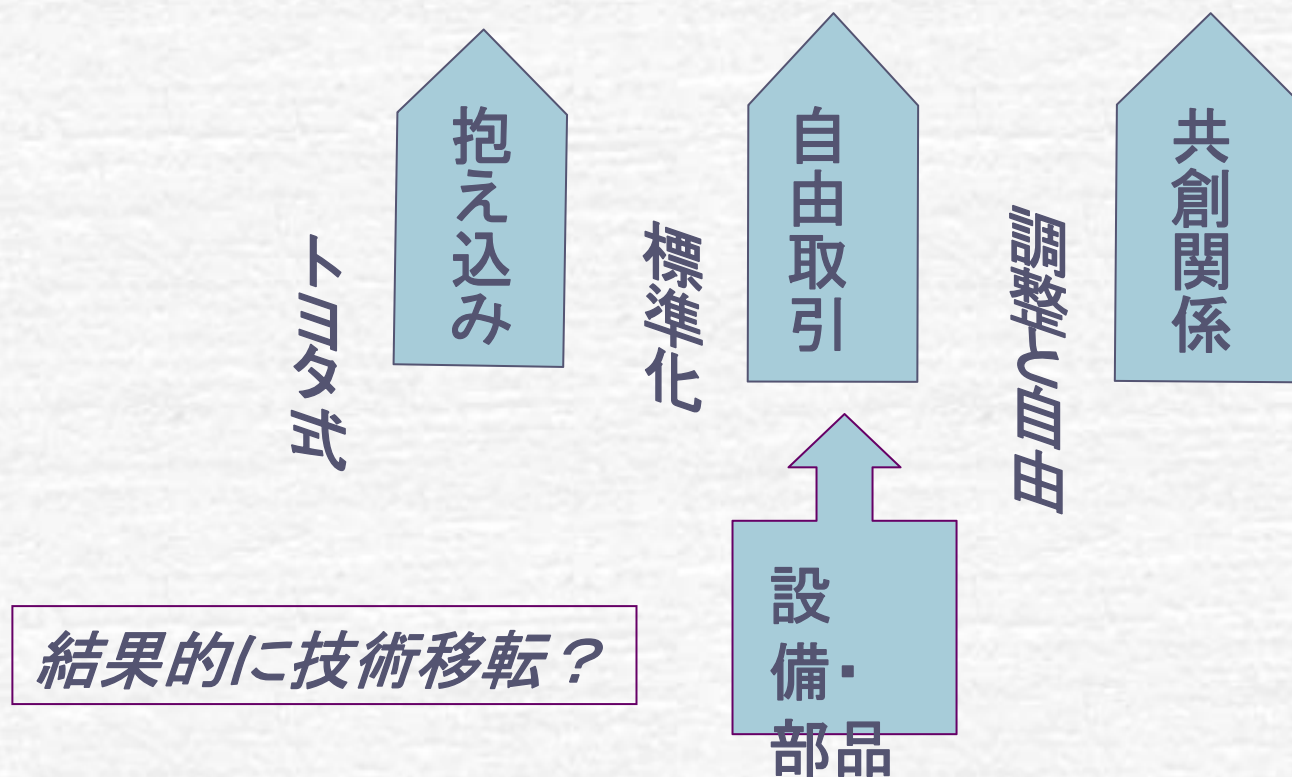 トヨタ式
抱え込み
標準化
自由取引
調整と自由
共創関係
設
備・
部品
結果的に技術移転？